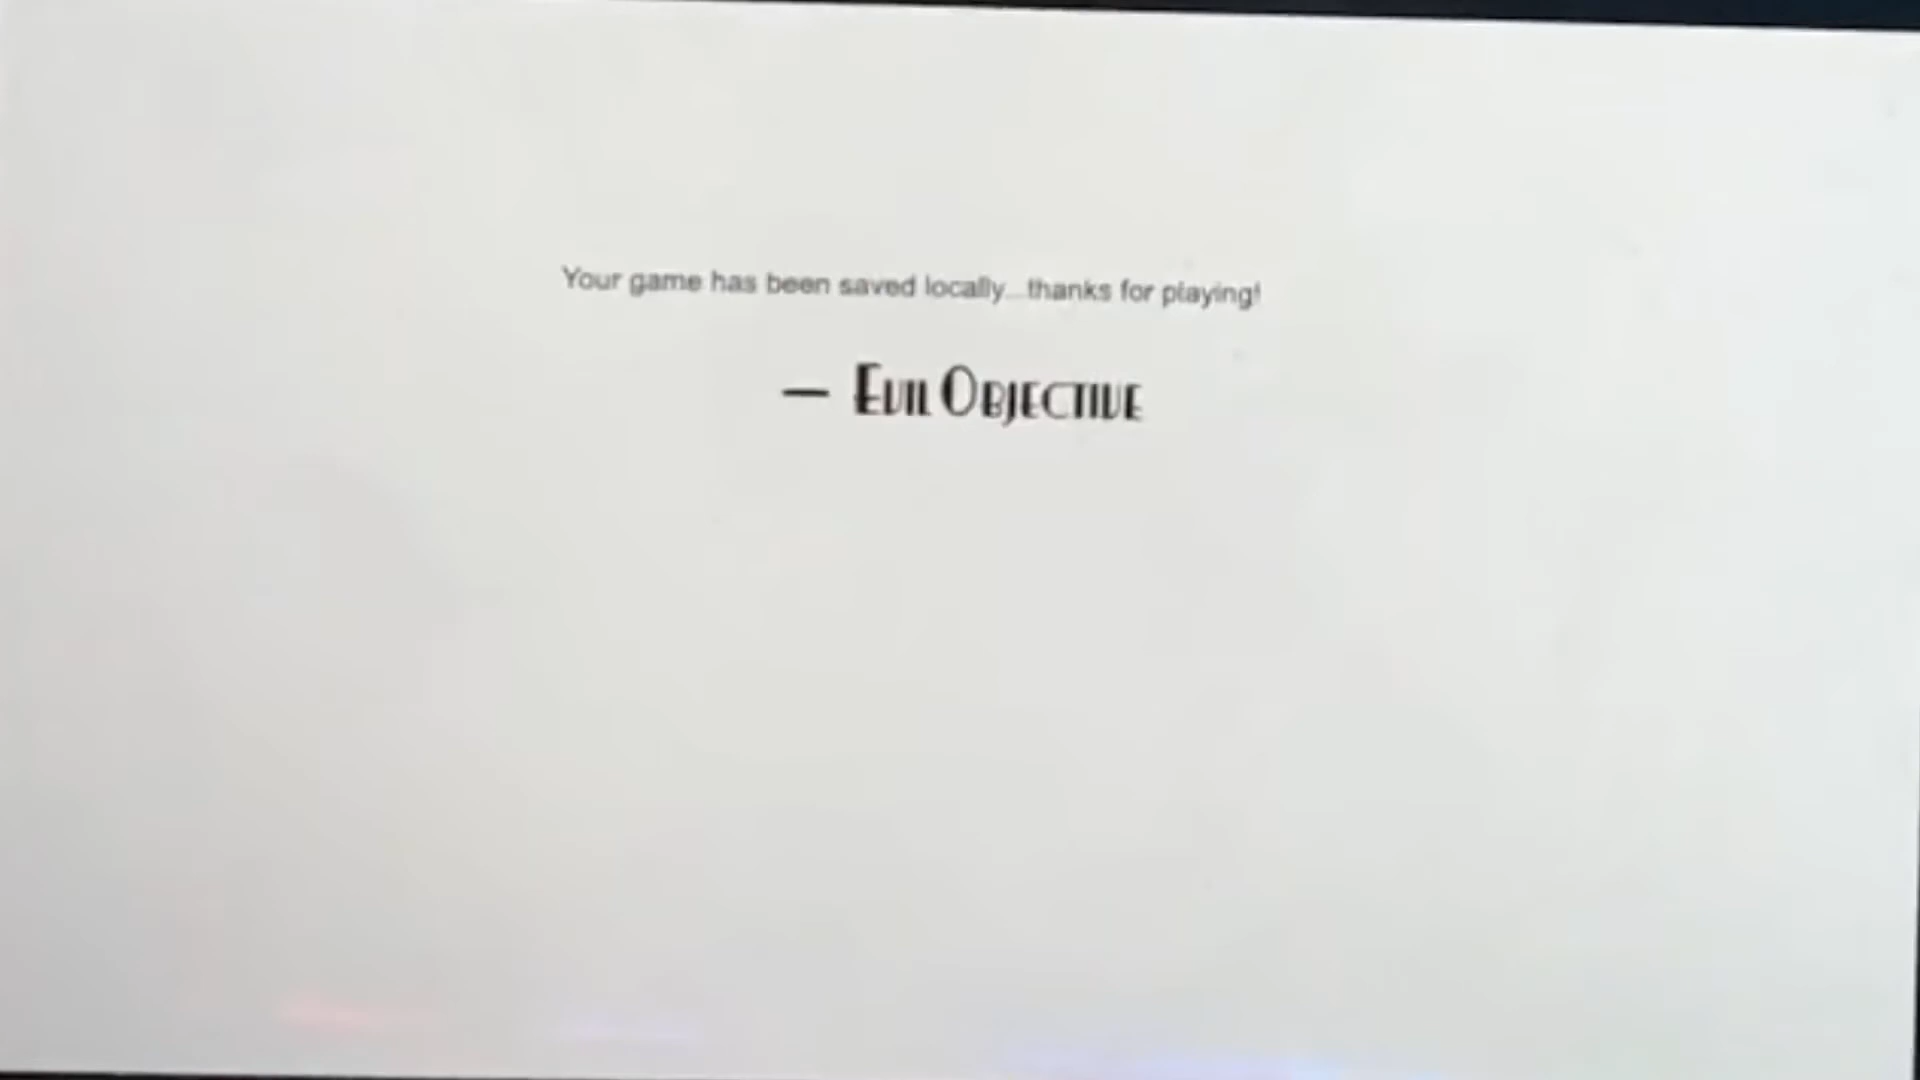 Your game has been saved locally...thanks for playing!
— Evil Objective